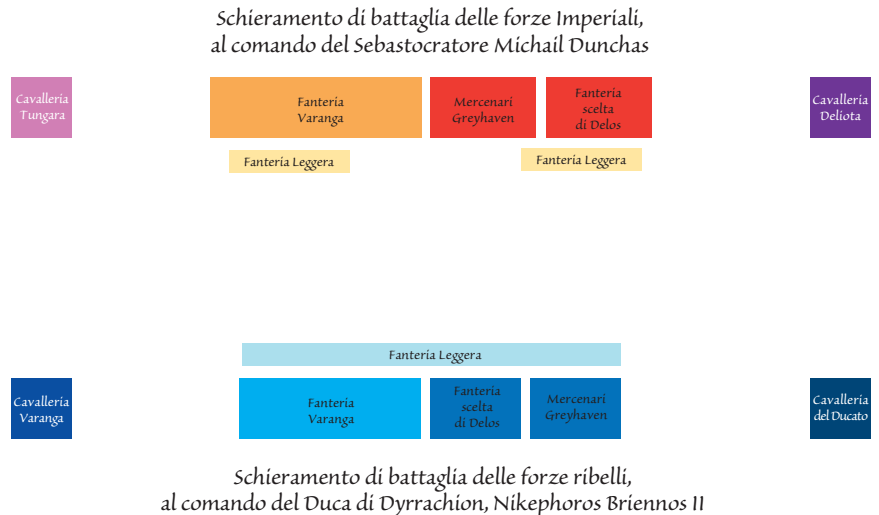 Schieramento di battaglia delle forze Imperiali,
al comando del Sebastocratore Michail Dunchas
Cavalleria
Tungara
Fanteria
Varanga
Mercenari
Greyhaven
Fanteria
scelta
di Delos
Cavalleria
Deliota
Fanteria Leggera
Fanteria Leggera
Fanteria Leggera
Cavalleria
Varanga
Fanteria
Varanga
Fanteria
scelta
di Delos
Mercenari
Greyhaven
Cavalleria
del Ducato
Schieramento di battaglia delle forze ribelli,
al comando del Duca di Dyrrachion, Nikephoros Briennos II